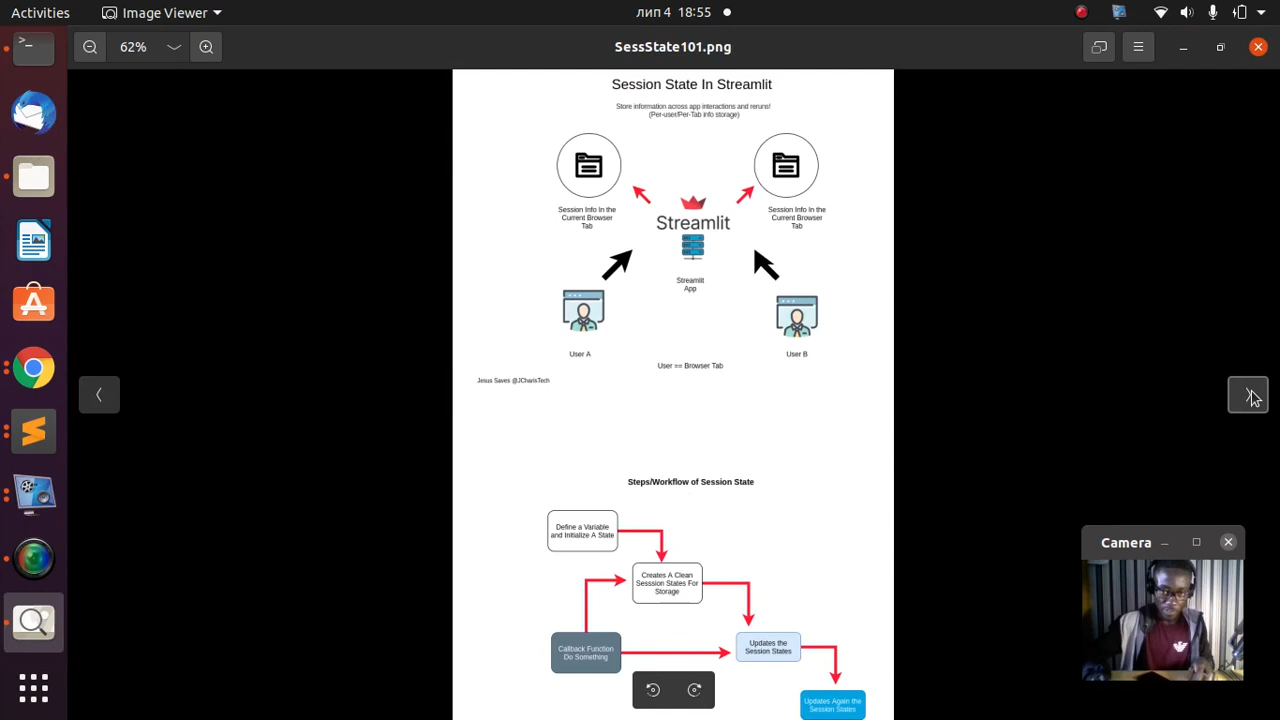 Activities
Image Viewer
18:55
62%
SessState101.png
Session State In Streamlit
Store information across app interactions and reruns!
(Per-user/Per-Tab info storage)
Session Info In the
Current Browser
Tab
Session Info In the
Current Browser
Tab
Streamlit
Streamlit
App
User A
User B
User == Browser Tab
Jesus Saves @JCharisTech
Steps/Workflow of Session State
Define a Variable
and Initialize A State
Creates A Clean
Sesssion States For
Storage
Callback Function
Do Something
Updates the
Session States
Updates Again the
Session States
Camera